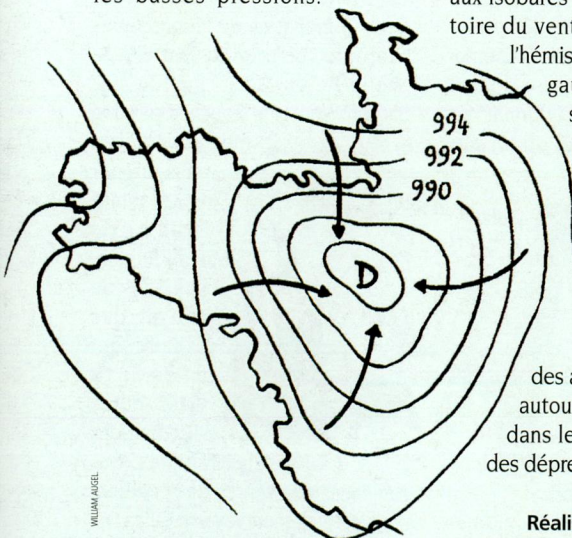 les basses pressions.
aux isobares
toire du vent
l'hémis
gau
994
992
990
D
des a
autou
dans le
des dépre
WILLIAM AUGEL
Réali